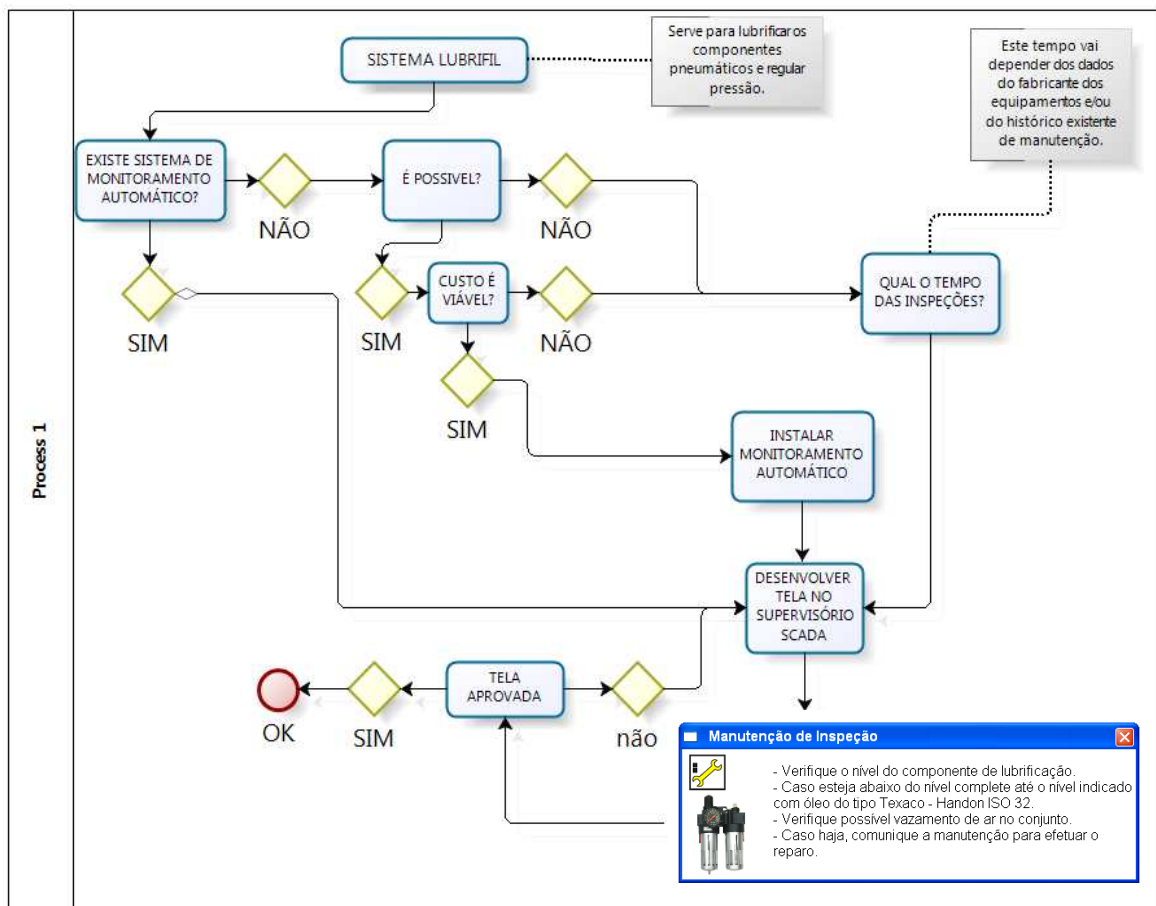 Process 1
SISTEMA LUBRIFIL
Serve para lubrificaros
componentes
pneumáticos e regular
pressão.
Este tempo vai
depender dos dados
do fabricante dos
equipamentos e/ou
do histórico existente
de manutenção.
EXISTE SISTEMA DE
MONITORAMENTO
AUTOMÁTICO?
NÃO
É POSSIVEL?
NÃO
SIM
SIM
CUSTO É
VIÁVEL?
NÃO
QUAL O TEMPO
DAS INSPEÇÕES?
SIM
INSTALAR
MONITORAMENTO
AUTOMÁTICO
DESENVOLVER
TELA NO
SUPERVISÓRIO
SCADA
OK
SIM
TELA
APROVADA
não
Manutenção de Inspeção
- Verifique o nível do componente de lubrificação.
- Caso esteja abaixo do nível complete até o nível indicado
com óleo do tipo Texaco - Handon ISO 32.
- Verifique possível vazamento de ar no conjunto.
- Caso haja, comunique a manutenção para efetuar o
reparo.